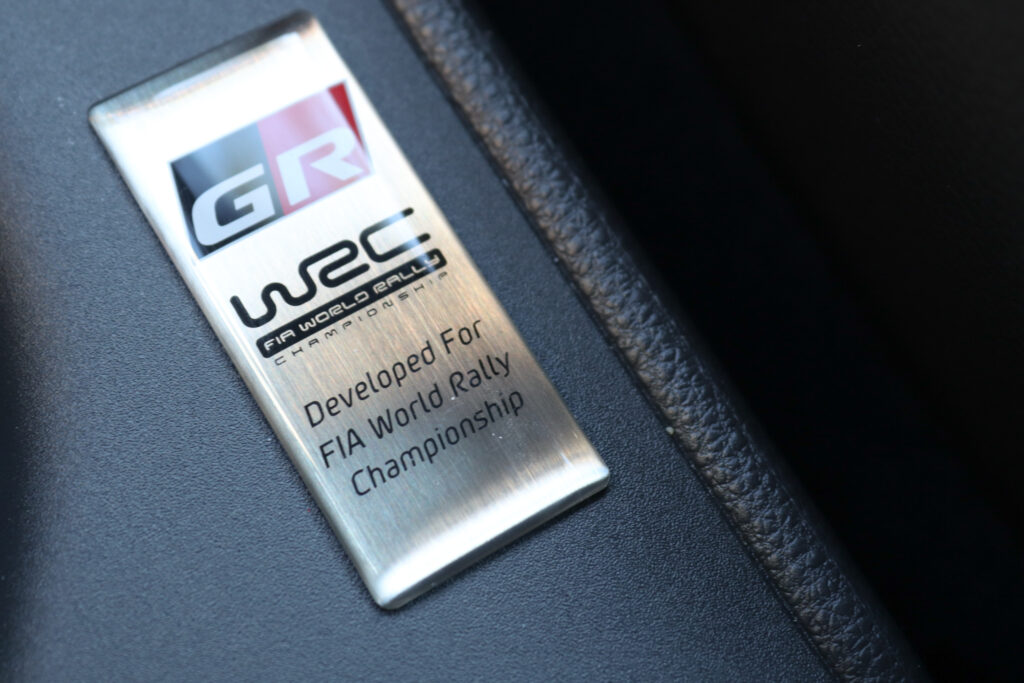 GR
WRC
FIA WORLD RALLY
CHAMPIONSHIP
Developed For
FIA World Rally
Championship